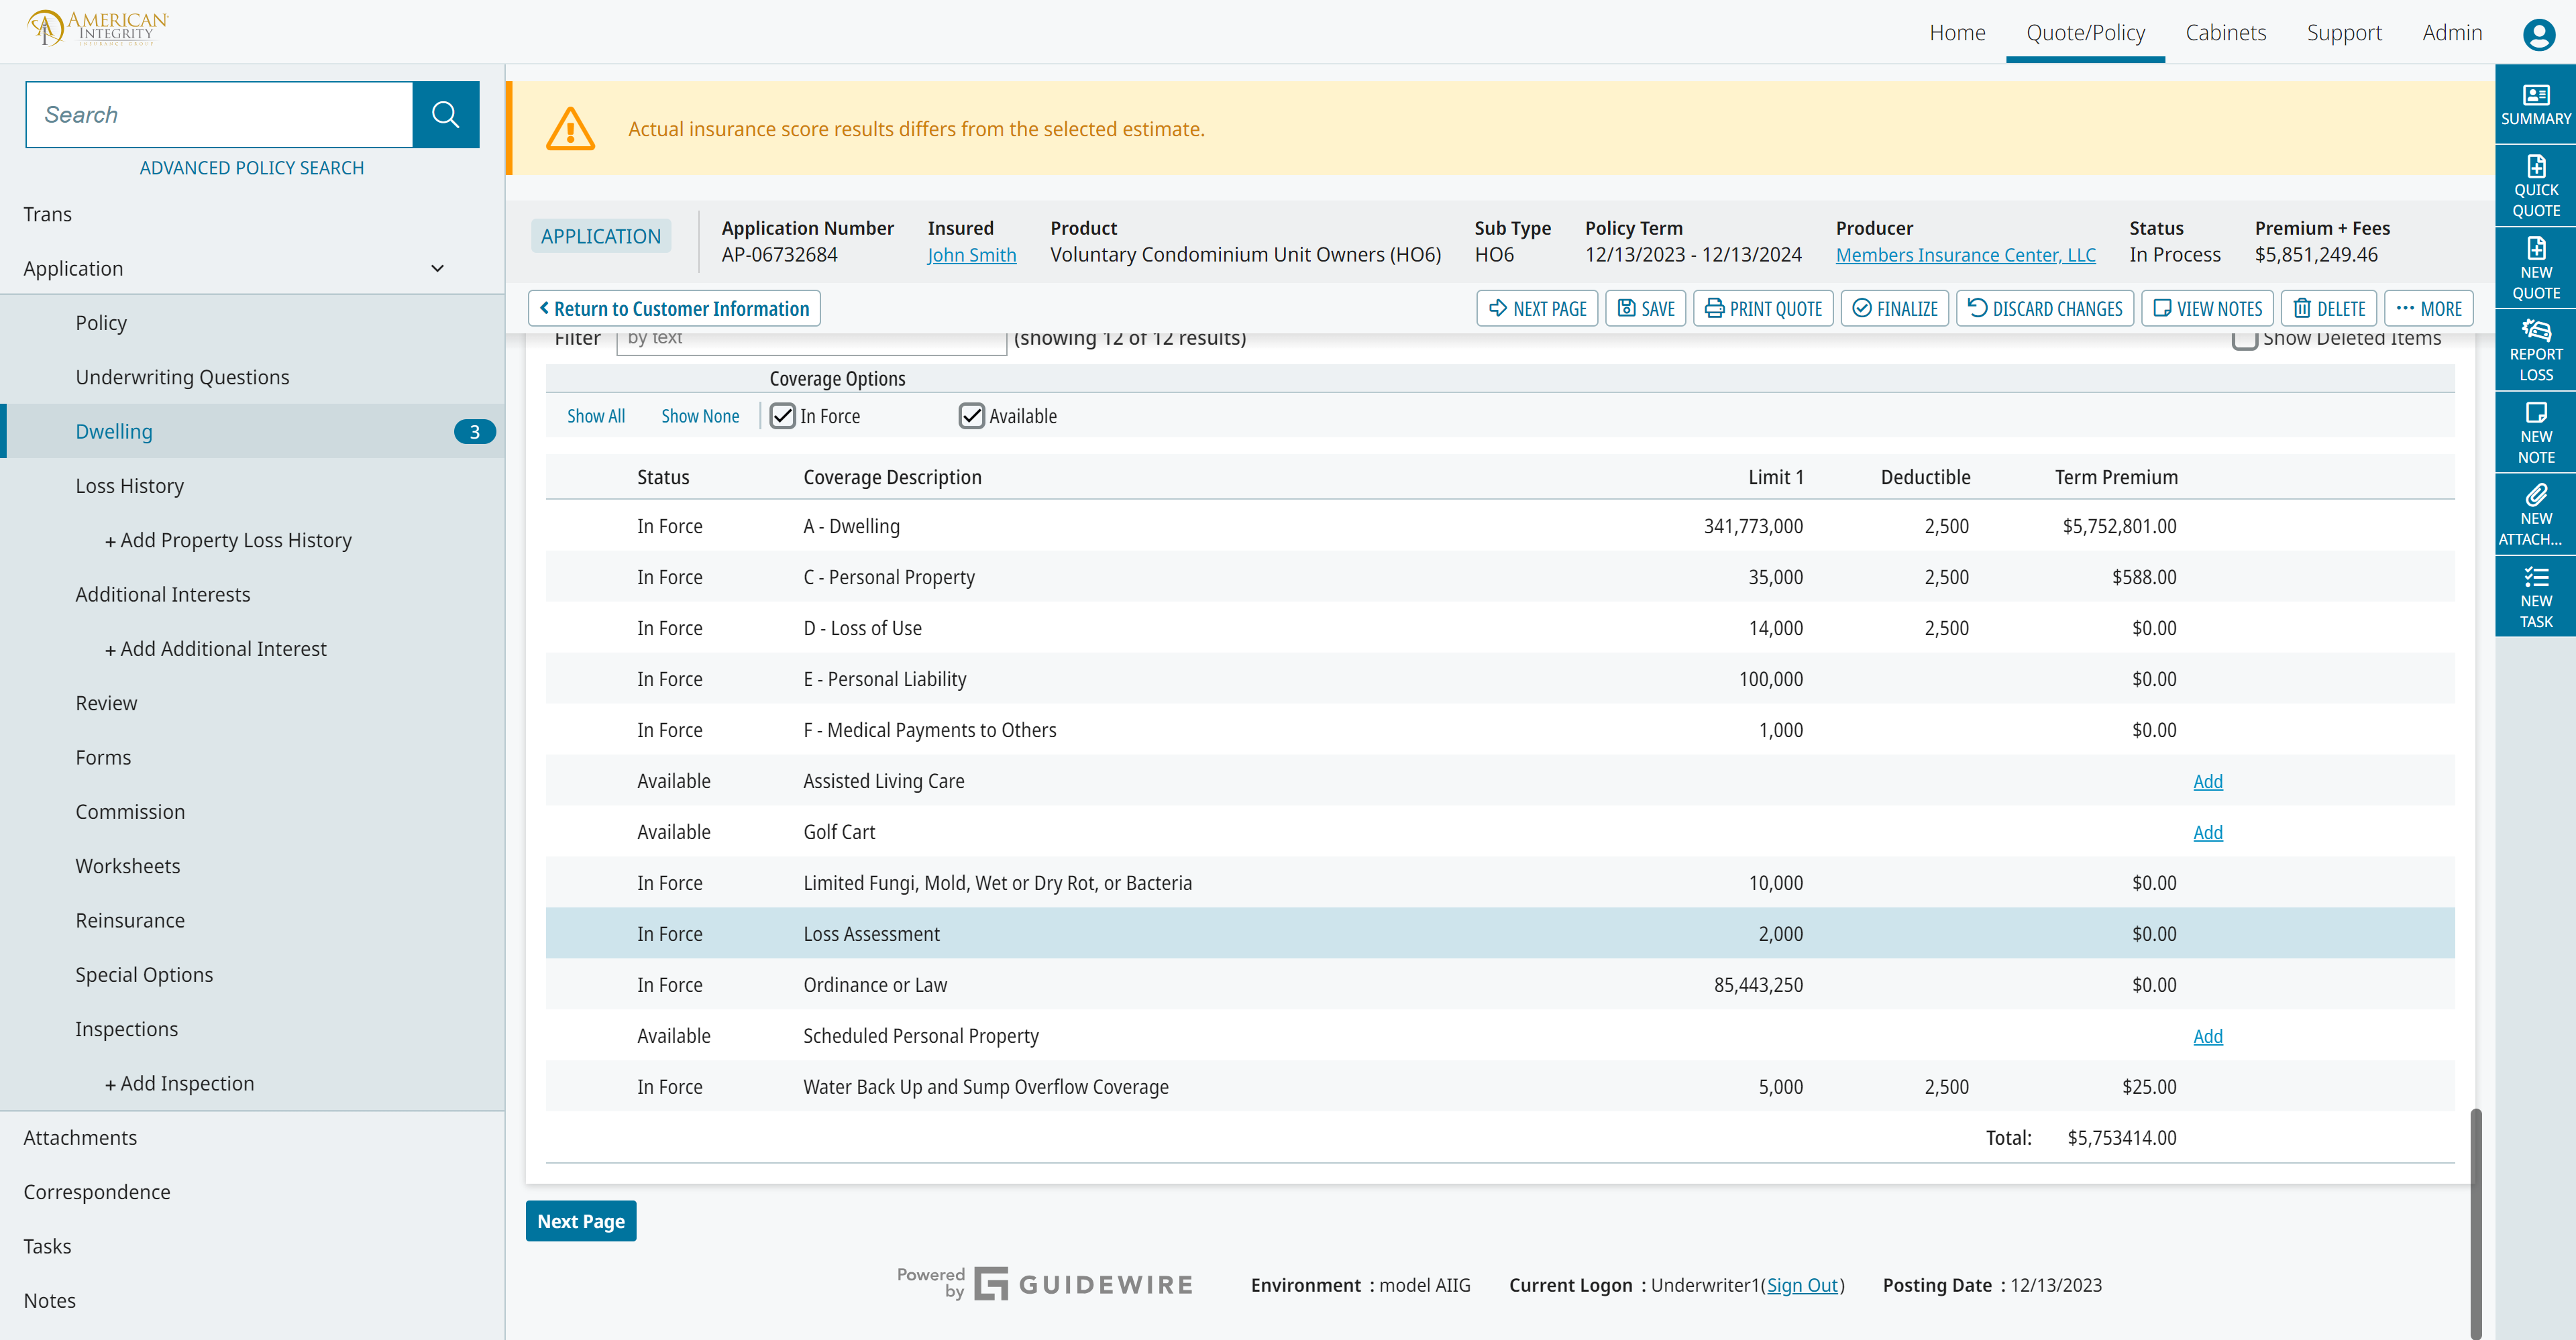 AMERICAN
INTEGRITY
INSURANCE GROUP
Home Quote/Policy Cabinets Support Admin
Search
ADVANCED POLICY SEARCH
Trans
Application
Policy
Underwriting Questions
Dwelling 3
Loss History
+ Add Property Loss History
Additional Interests
+ Add Additional Interest
Review
Forms
Commission
Worksheets
Reinsurance
Special Options
Inspections
+ Add Inspection
Attachments
Correspondence
Tasks
Notes
Actual insurance score results differs from the selected estimate.
APPLICATION
Application Number Insured Product Sub Type Policy Term Producer Status Premium + Fees
AP-06732684 John Smith Voluntary Condominium Unit Owners (HO6) HO6 12/13/2023 - 12/13/2024 Members Insurance Center, LLC In Process $5,851,249.46
Return to Customer Information NEXT PAGE SAVE PRINT QUOTE FINALIZE DISCARD CHANGES VIEW NOTES DELETE ... MORE
Filter by text (showing 12 of 12 results) Show Deleted Items
Coverage Options
Show All Show None In Force Available
Status Coverage Description Limit 1 Deductible Term Premium
In Force A - Dwelling 341,773,000 2,500 $5,752,801.00
In Force C - Personal Property 35,000 2,500 $588.00
In Force D - Loss of Use 14,000 2,500 $0.00
In Force E - Personal Liability 100,000 $0.00
In Force F - Medical Payments to Others 1,000 $0.00
Available Assisted Living Care Add
Available Golf Cart Add
In Force Limited Fungi, Mold, Wet or Dry Rot, or Bacteria 10,000 $0.00
In Force Loss Assessment 2,000 $0.00
In Force Ordinance or Law 85,443,250 $0.00
Available Scheduled Personal Property Add
In Force Water Back Up and Sump Overflow Coverage 5,000 2,500 $25.00
Total: $5,753414.00
Next Page
Powered
by
GUIDEWIRE
Environment : model AIIG Current Logon : Underwriter1(Sign Out) Posting Date : 12/13/2023
SUMMARY
QUICK
QUOTE
NEW
QUOTE
REPORT
LOSS
NEW
NOTE
NEW
ATTACH...
NEW
TASK